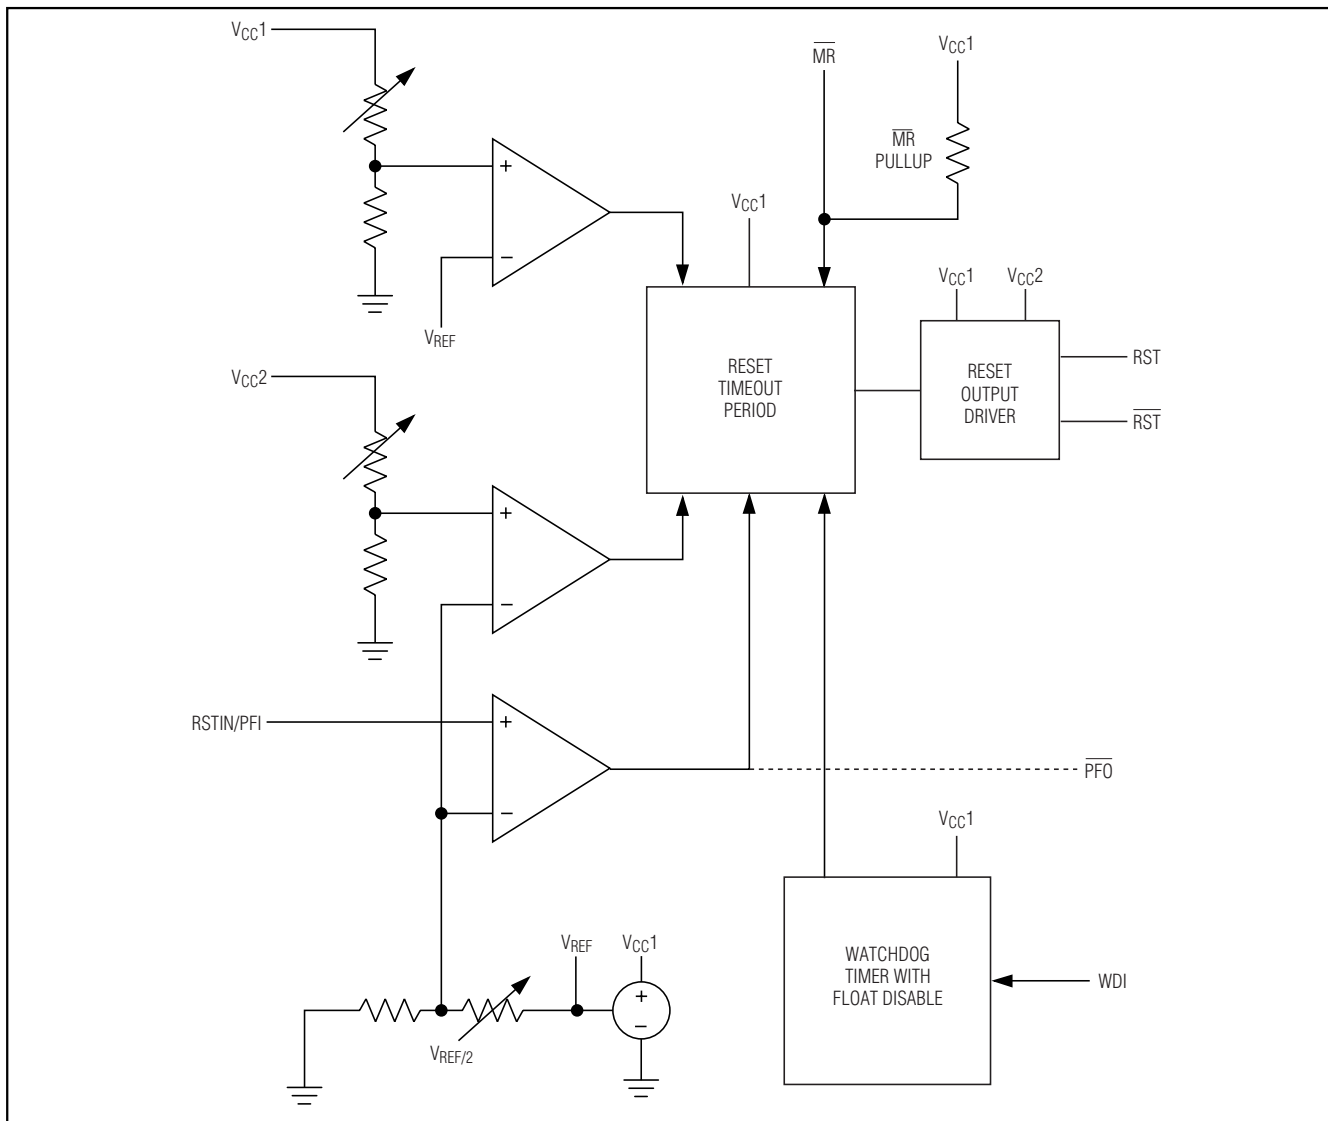 VCC1
MR
VCC1
MR
PULLUP
+
−
VREF
VCC1
RESET
TIMEOUT
PERIOD
VCC1
VCC2
RESET
OUTPUT
DRIVER
RST
RST
VCC2
+
−
RSTIN/PFI
+
−
PFO
VCC1
WATCHDOG
TIMER WITH
FLOAT DISABLE
WDI
VREF
VCC1
+
−
VREF/2